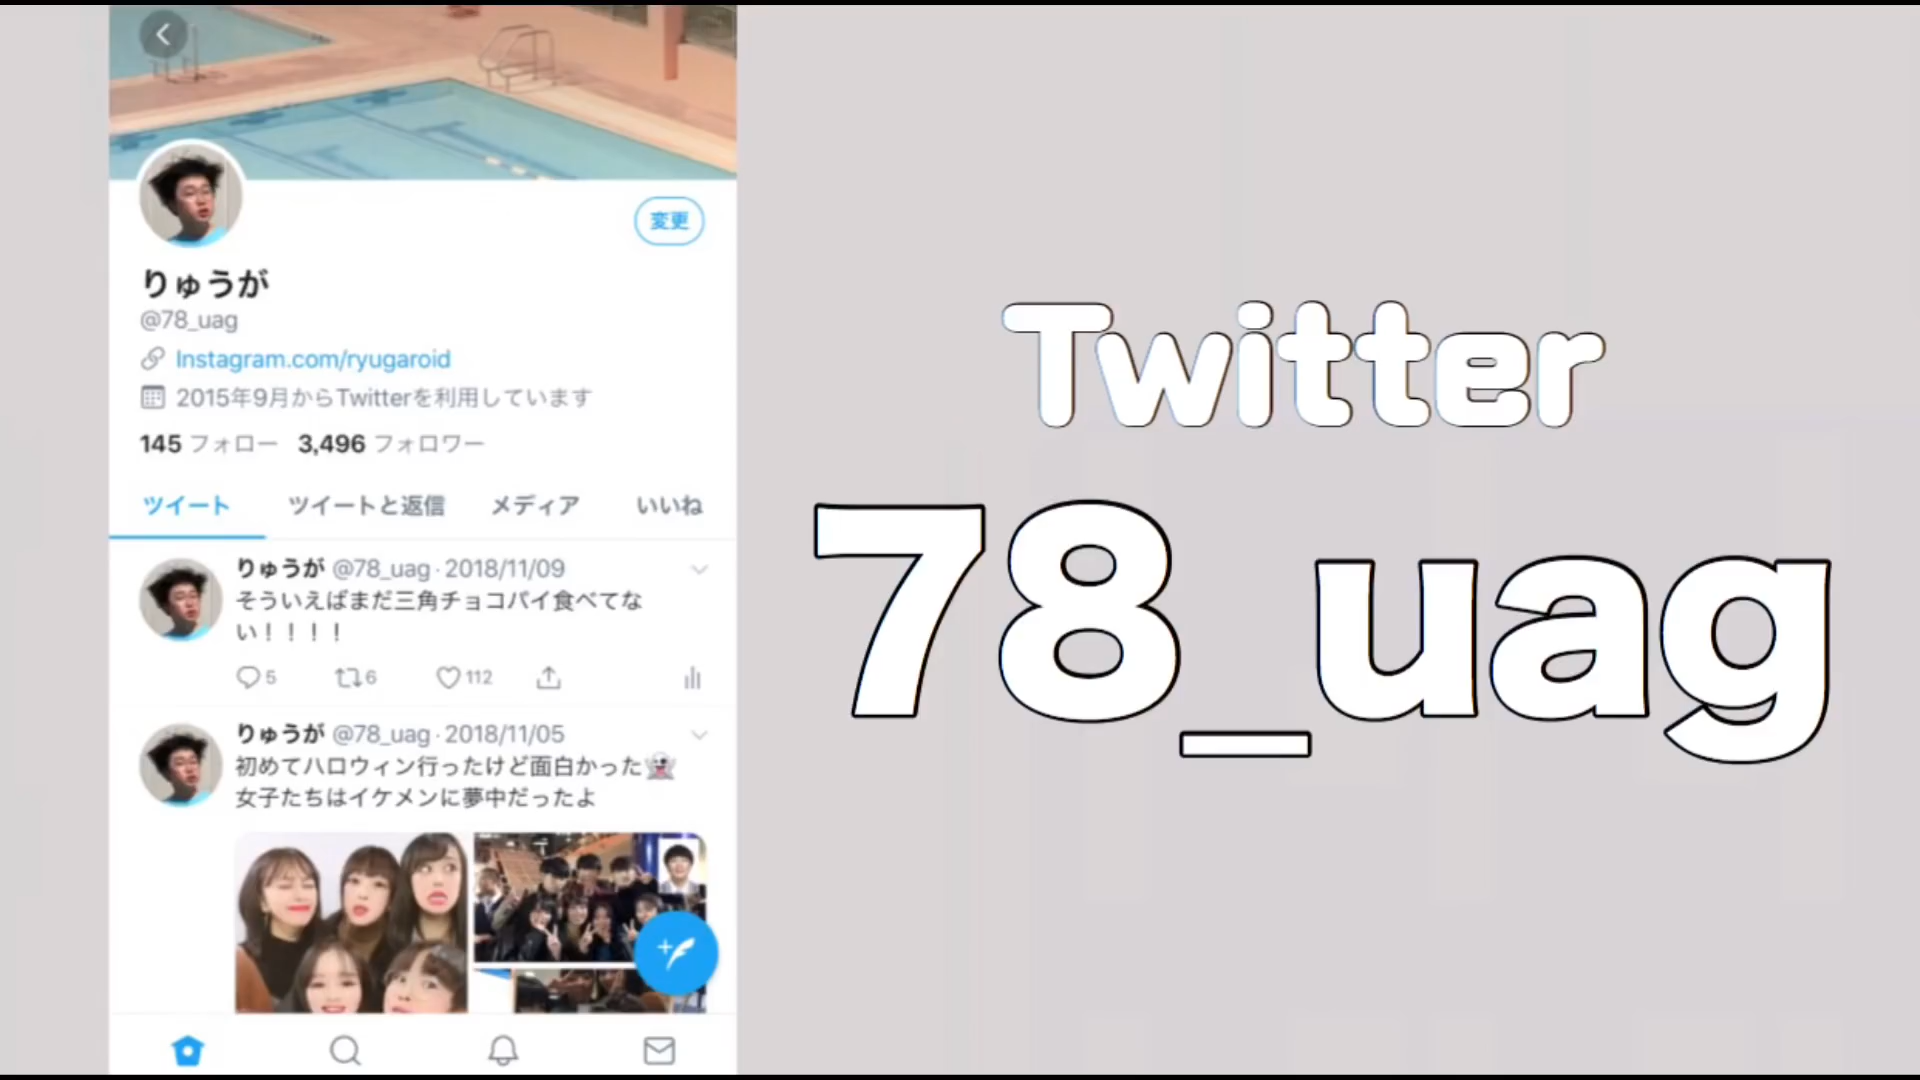 変更
りゅうが
@78_uag
Instagram.com/ryugaroid
2015年9月からTwitterを利用しています
145 フォロー 3,496 フォロワー
ツイート ツイートと返信 メディア いいね
りゅうが @78_uag · 2018/11/09
そういえばまだ三角チョコパイ食べてな
い！！！！
5 6 112
りゅうが @78_uag · 2018/11/05
初めてハロウィン行ったけど面白かった👻
女子たちはイケメンに夢中だったよ
Twitter
78_uag